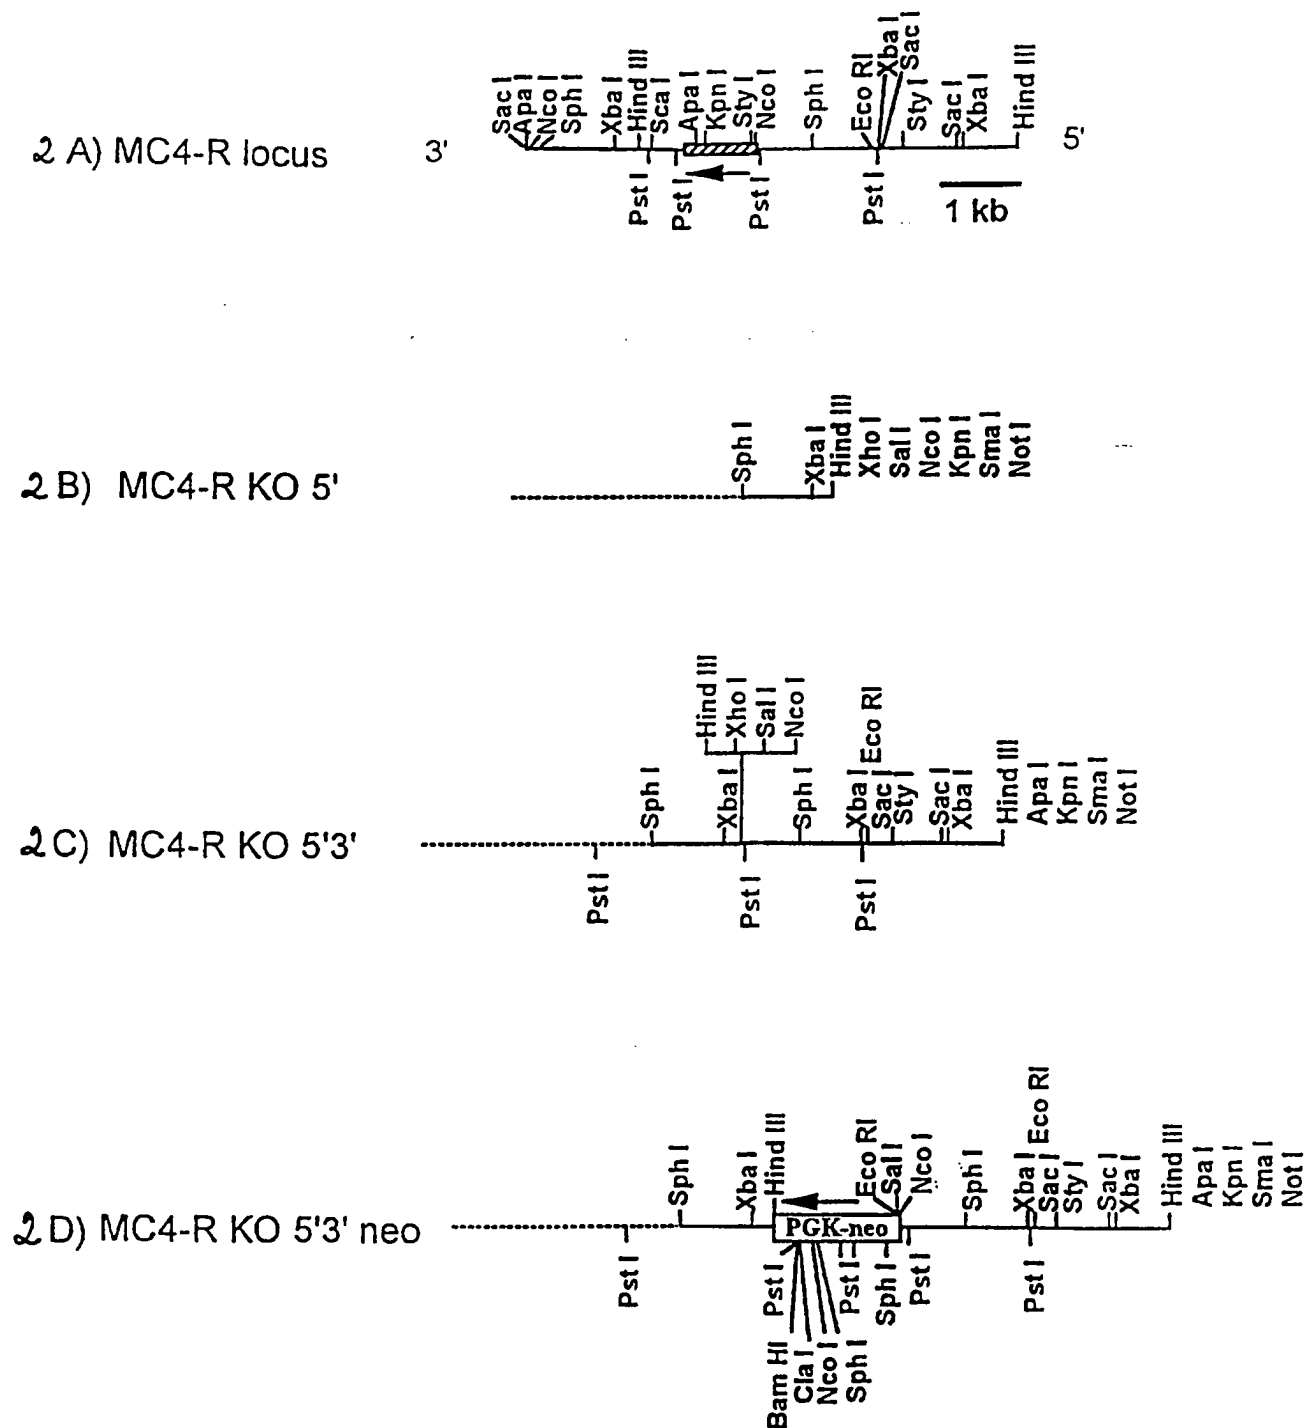 2 A) MC4-R locus
3'
Sac I
Apa I
Nco I
Sph I
Xba I
Hind III
Sca I
Apa I
Kpn I
Sty I
Nco I
Sph I
Eco RI
Xba I
Sac I
Sty I
Sac I
Xba I
Hind III
5'
Pst I
Pst I
Pst I
Pst I
1 kb
2 B) MC4-R KO 5'
Sph I
Xba I
Hind III
Xho I
Sal I
Nco I
Kpn I
Sma I
Not I
2 C) MC4-R KO 5'3'
Hind III
Xho I
Sal I
Nco I
Sph I
Xba I
Sph I
Xba I
Eco RI
Sac I
Sty I
Sac I
Xba I
Hind III
Apa I
Kpn I
Sma I
Not I
Pst I
Pst I
Pst I
2 D) MC4-R KO 5'3' neo
Sph I
Xba I
Hind III
Eco RI
Sal I
Nco I
Sph I
Xba I
Eco RI
Sac I
Sty I
Sac I
Xba I
Hind III
Apa I
Kpn I
Sma I
Not I
PGK-neo
Pst I
Pst I
Pst I
Sph I
Pst I
Pst I
Bam HI
Cla I
Nco I
Sph I